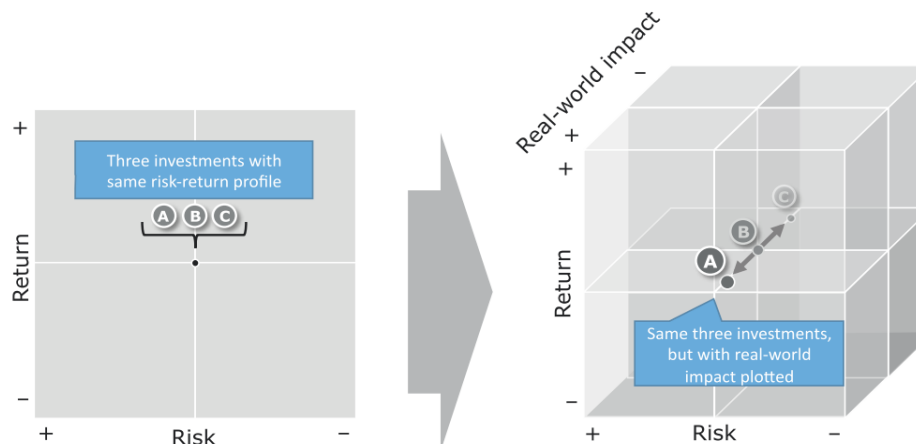 +
Three investments with
same risk-return profile
A B C
Return
–
+ Risk –
Real-world impact
–
+
+
C
B
A
Return
Same three investments,
but with real-world
impact plotted
–
+ Risk –